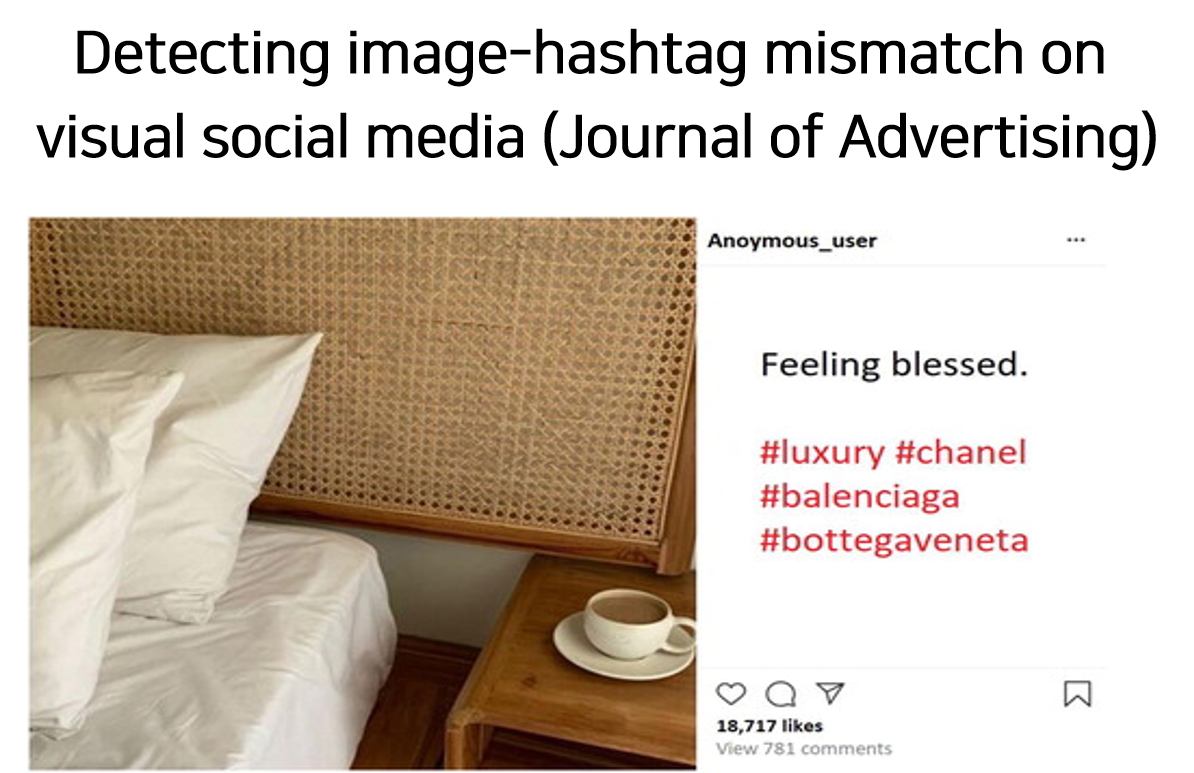 Detecting image-hashtag mismatch on
visual social media (Journal of Advertising)
Anoymous_user
...
Feeling blessed.
#luxury #chanel
#balenciaga
#bottegaveneta
18,717 likes
View 781 comments